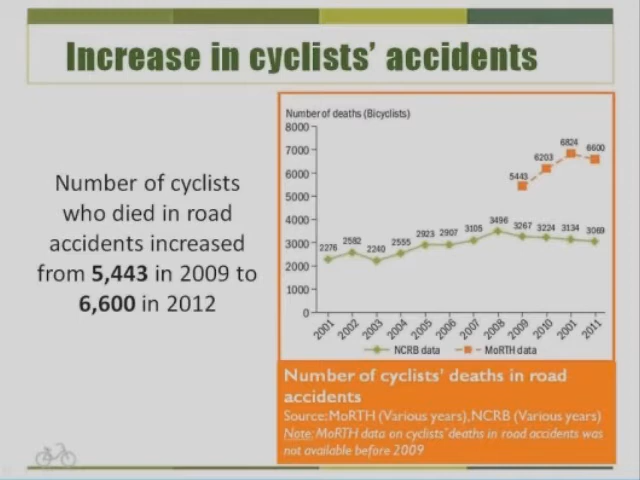 Increase in cyclists' accidents
Number of cyclists
who died in road
accidents increased
from 5,443 in 2009 to
6,600 in 2012
Number of deaths (Bicyclists)
8000
7000
6000
5000
4000
3000
2000
1000
0
2276 2582 2240 2555 2923 2907 3105 3496 3267 3224 3134 3069
5443 6203 6824 6600
2001 2002 2003 2004 2005 2006 2007 2008 2009 2010 2001 2011
NCRB data MoRTH data
Number of cyclists' deaths in road
accidents
Source: MoRTH (Various years), NCRB (Various years)
Note: MoRTH data on cyclists' deaths in road accidents was
not available before 2009